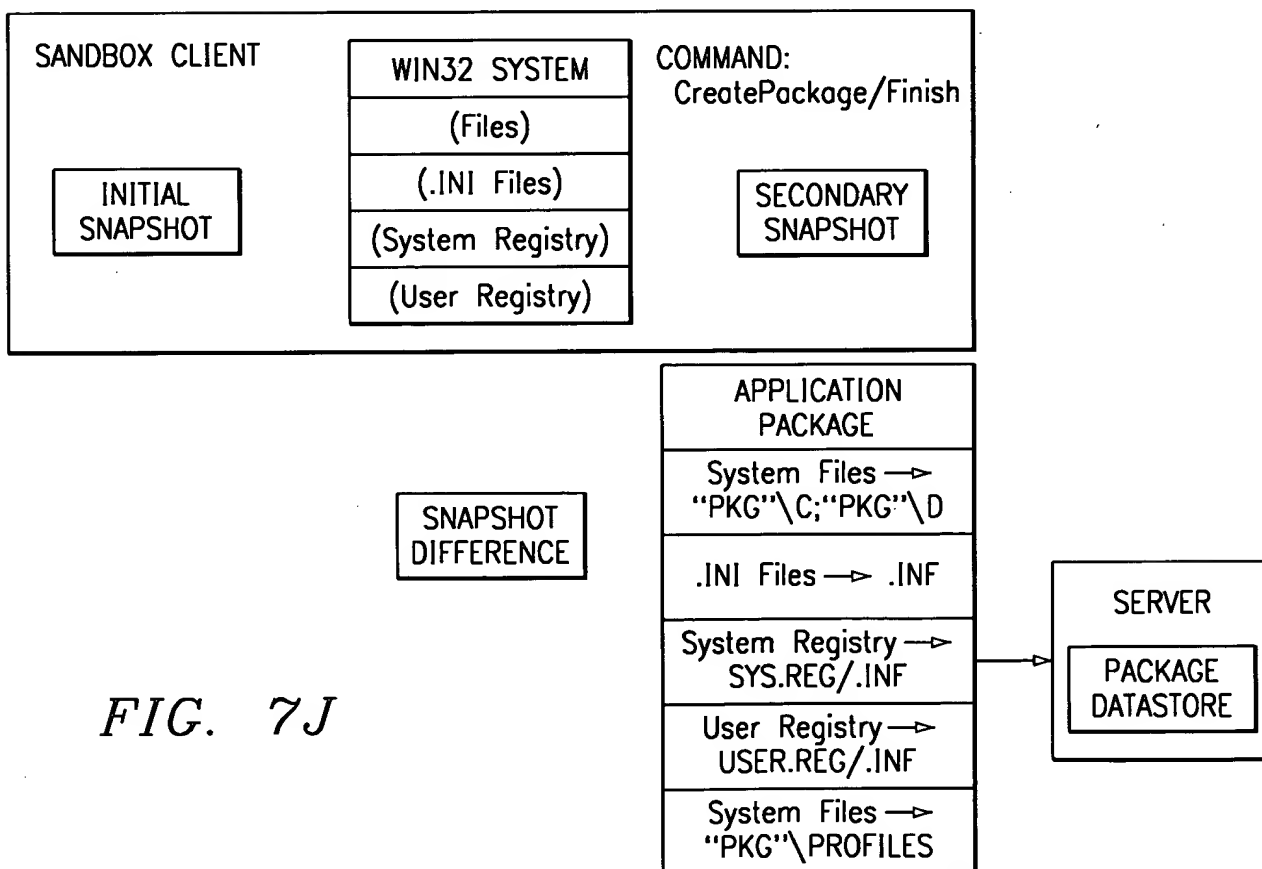 SANDBOX CLIENT
WIN32 SYSTEM
(Files)
(.INI Files)
(System Registry)
(User Registry)
COMMAND:
CreatePackage/Finish
INITIAL
SNAPSHOT
SECONDARY
SNAPSHOT
APPLICATION
PACKAGE
System Files →
“PKG”\C;“PKG”\D
.INI Files → .INF
System Registry →
SYS.REG/.INF
User Registry →
USER.REG/.INF
System Files →
“PKG”\PROFILES
SNAPSHOT
DIFFERENCE
SERVER
PACKAGE
DATASTORE
FIG. 7J